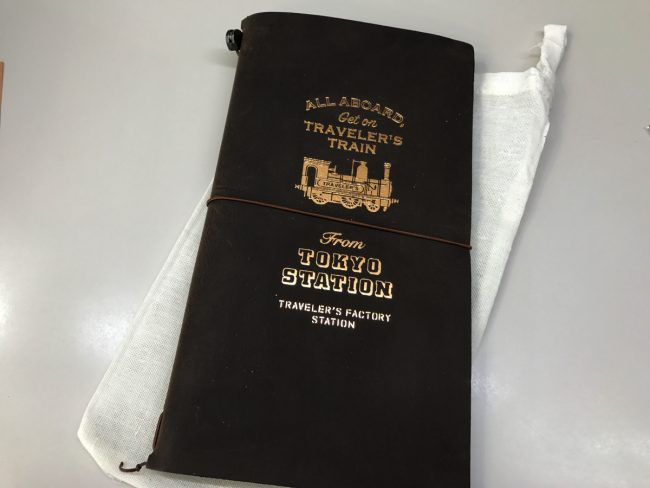 ALL ABOARD,
Get on
TRAVELER'S
TRAIN
TRAVELER'S
From
TOKYO
STATION
TRAVELER'S FACTORY
STATION